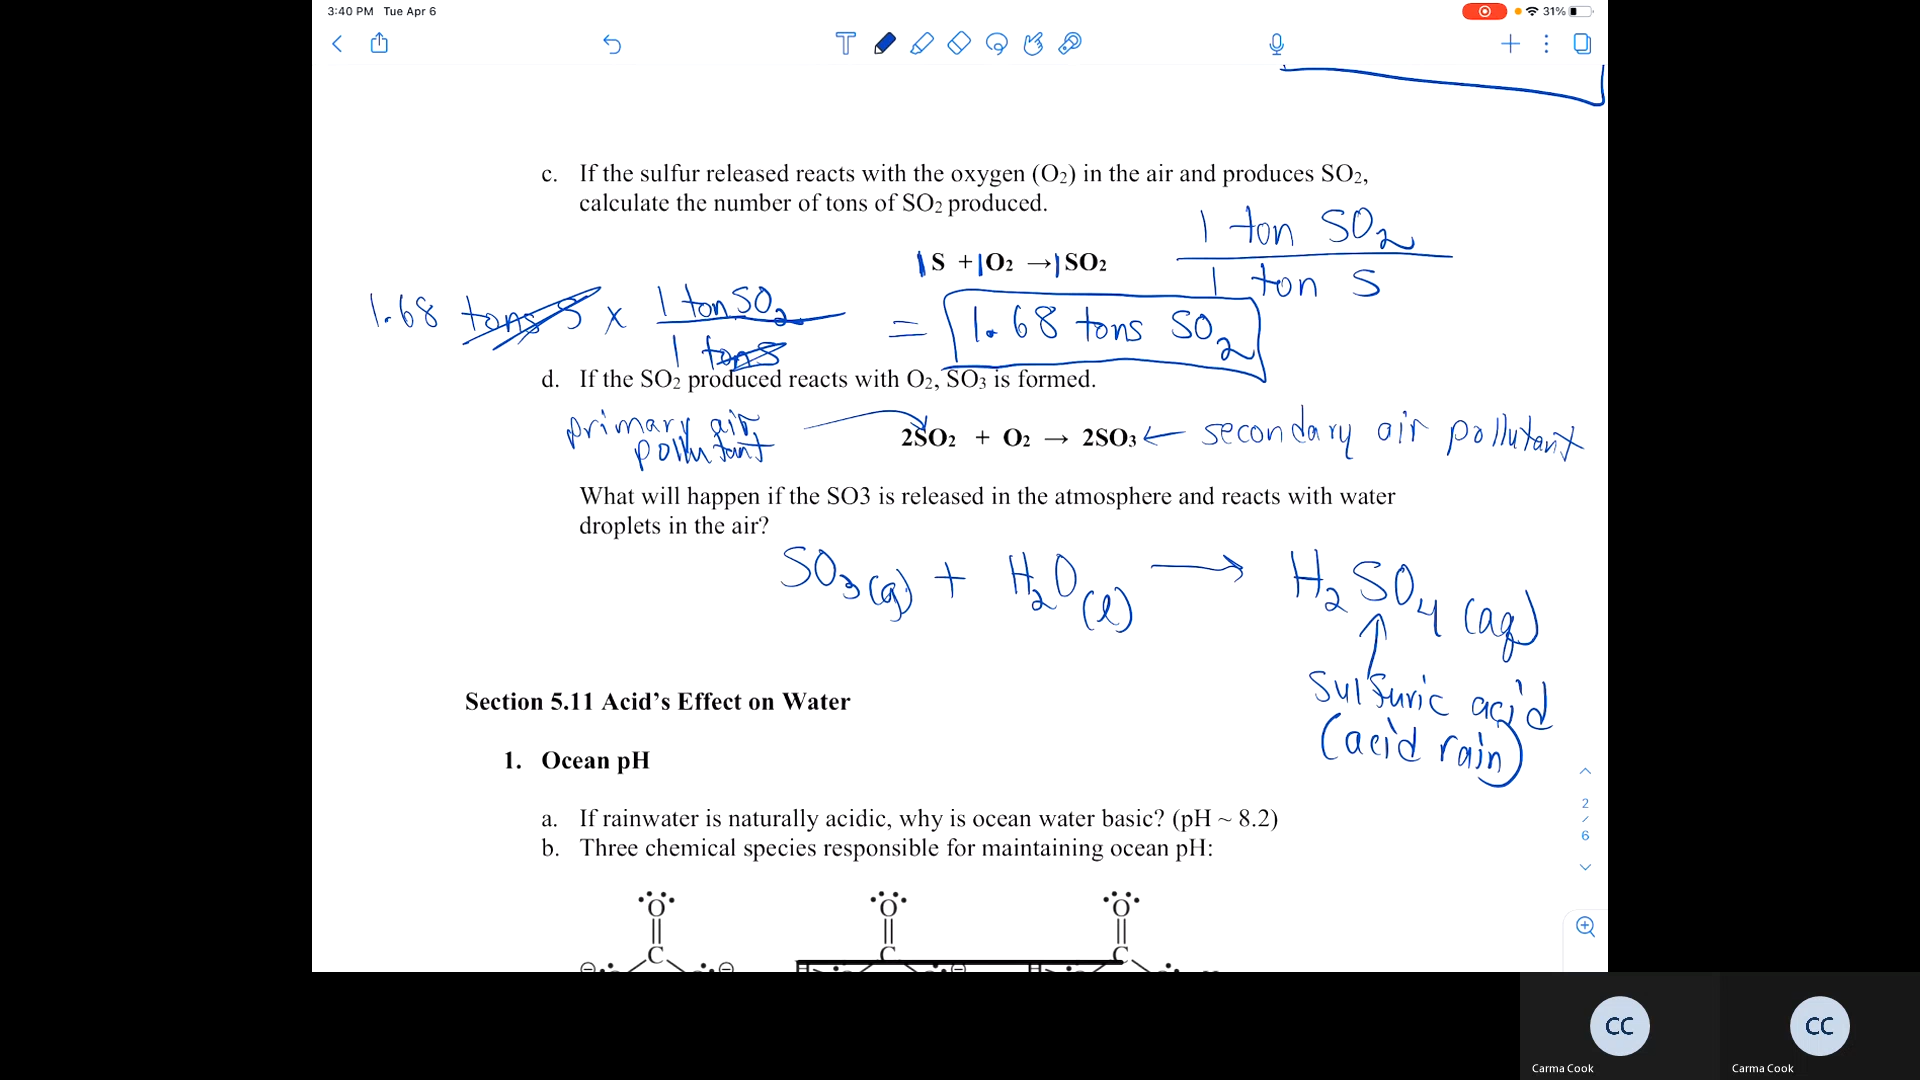 3:40 PM Tue Apr 6
31%
c. If the sulfur released reacts with the oxygen (O₂) in the air and produces SO₂,
calculate the number of tons of SO₂ produced.
1 ton SO₂
1 ton S
1 S + 1 O₂ → 1 SO₂
1.68 tons S x 1 ton SO₂ = 1.68 tons SO₂
1 ton S
d. If the SO₂ produced reacts with O₂, SO₃ is formed.
primary air
pollutant
2SO₂ + O₂ → 2SO₃ ← secondary air pollutant
What will happen if the SO3 is released in the atmosphere and reacts with water
droplets in the air?
SO₃(g) + H₂O(l) → H₂SO₄(aq)
sulfuric acid
(acid rain)
Section 5.11 Acid’s Effect on Water
1. Ocean pH
a. If rainwater is naturally acidic, why is ocean water basic? (pH ~ 8.2)
b. Three chemical species responsible for maintaining ocean pH:
O O O
C C C
2
/
6
CC CC
Carma Cook Carma Cook